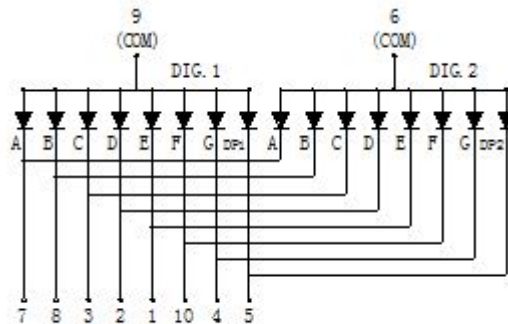 9 6
(COM) (COM)
DIG.1 DIG.2
A B C D E F G DP1 A B C D E F G DP2
7 8 3 2 1 10 4 5